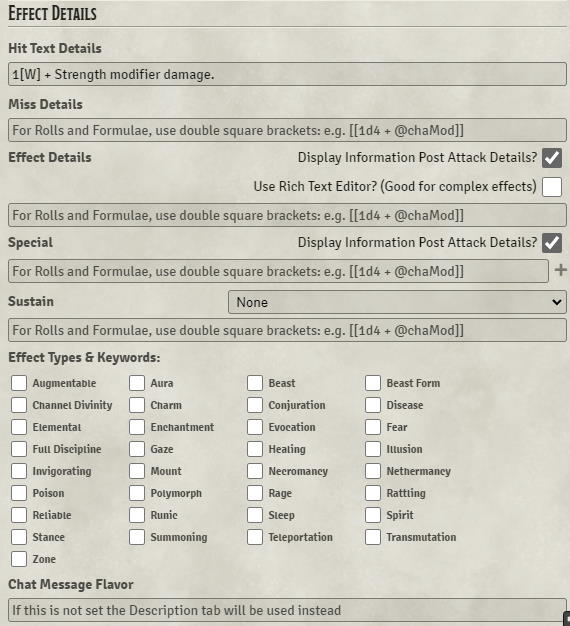 Effect Details
Hit Text Details
1[W] + Strength modifier damage.
Miss Details
For Rolls and Formulae, use double square brackets: e.g. [[1d4 + @chaMod]]
Effect Details Display Information Post Attack Details?
Use Rich Text Editor? (Good for complex effects)
For Rolls and Formulae, use double square brackets: e.g. [[1d4 + @chaMod]]
Special Display Information Post Attack Details?
For Rolls and Formulae, use double square brackets: e.g. [[1d4 + @chaMod]] +
Sustain None
For Rolls and Formulae, use double square brackets: e.g. [[1d4 + @chaMod]]
Effect Types & Keywords:
Augmentable Aura Beast Beast Form
Channel Divinity Charm Conjuration Disease
Elemental Enchantment Evocation Fear
Full Discipline Gaze Healing Illusion
Invigorating Mount Necromancy Nethermancy
Poison Polymorph Rage Rattling
Reliable Runic Sleep Spirit
Stance Summoning Teleportation Transmutation
Zone
Chat Message Flavor
If this is not set the Description tab will be used instead